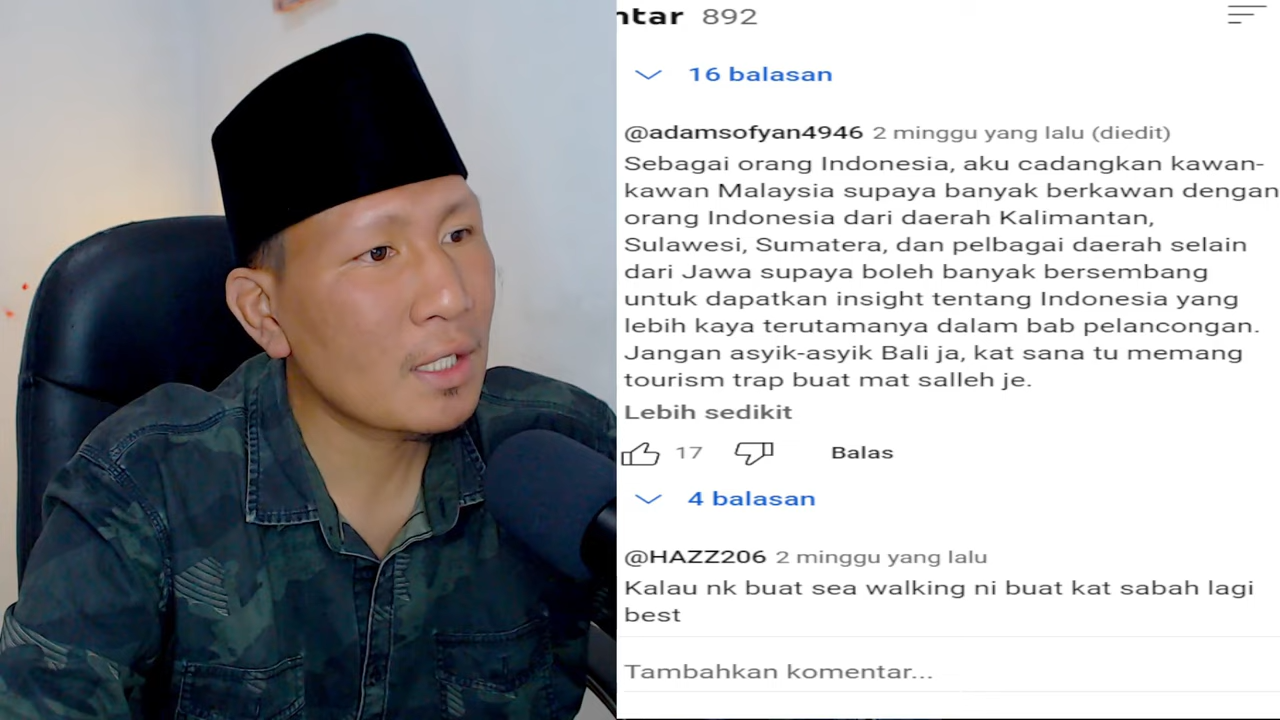 ntar 892
16 balasan
@adamsofyan4946 2 minggu yang lalu (diedit)
Sebagai orang Indonesia, aku cadangkan kawan-
kawan Malaysia supaya banyak berkawan dengan
orang Indonesia dari daerah Kalimantan,
Sulawesi, Sumatera, dan pelbagai daerah selain
dari Jawa supaya boleh banyak bersembang
untuk dapatkan insight tentang Indonesia yang
lebih kaya terutamanya dalam bab pelancongan.
Jangan asyik-asyik Bali ja, kat sana tu memang
tourism trap buat mat salleh je.
Lebih sedikit
17 Balas
4 balasan
@HAZZ206 2 minggu yang lalu
Kalau nk buat sea walking ni buat kat sabah lagi
best
Tambahkan komentar...